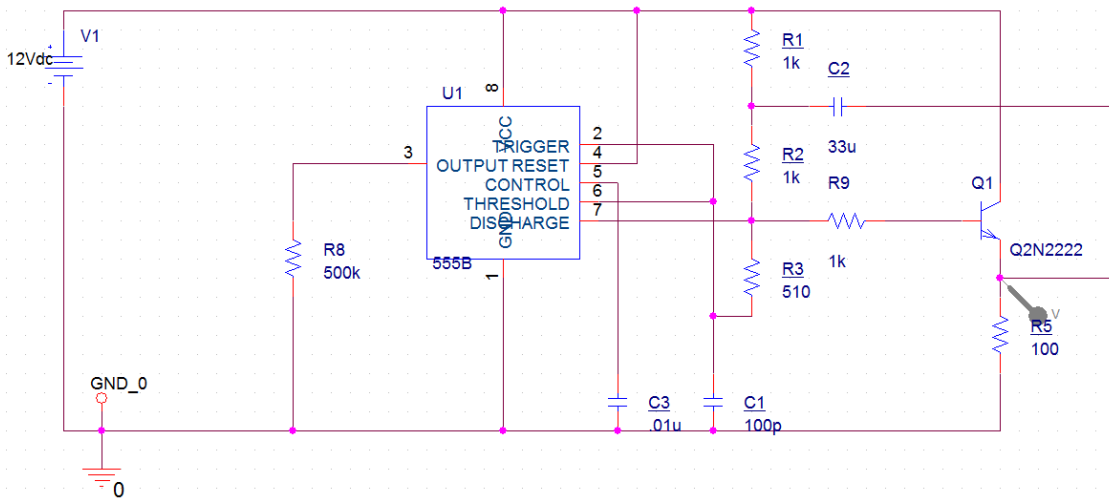 V1
12Vdc
+
-
U1
8
VCC
TRIGGER
2
3
OUTPUT
RESET
4
CONTROL
5
THRESHOLD
6
DISCHARGE
7
GND
555B
1
R8
500k
R1
1k
C2
33u
R2
1k
R9
1k
Q1
Q2N2222
R3
510
V
R5
100
GND_0
C3
.01u
C1
100p
0